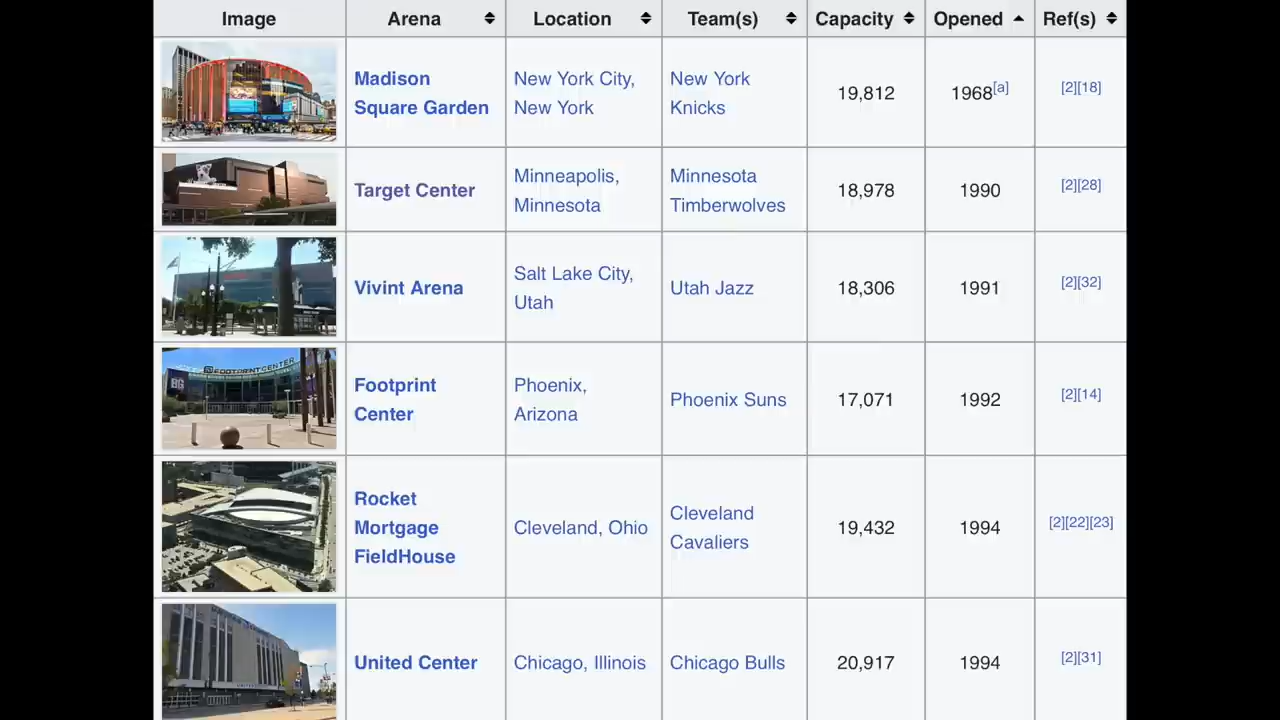 Image Arena Location Team(s) Capacity Opened Ref(s)
Madison
Square Garden
New York City,
New York
New York
Knicks
19,812
1968[a]
[2][18]
Target Center
Minneapolis,
Minnesota
Minnesota
Timberwolves
18,978
1990
[2][28]
Vivint Arena
Salt Lake City,
Utah
Utah Jazz
18,306
1991
[2][32]
FOOTPRINT CENTER
Footprint
Center
Phoenix,
Arizona
Phoenix Suns
17,071
1992
[2][14]
Rocket
Mortgage
FieldHouse
Cleveland, Ohio
Cleveland
Cavaliers
19,432
1994
[2][22][23]
United Center
Chicago, Illinois
Chicago Bulls
20,917
1994
[2][31]